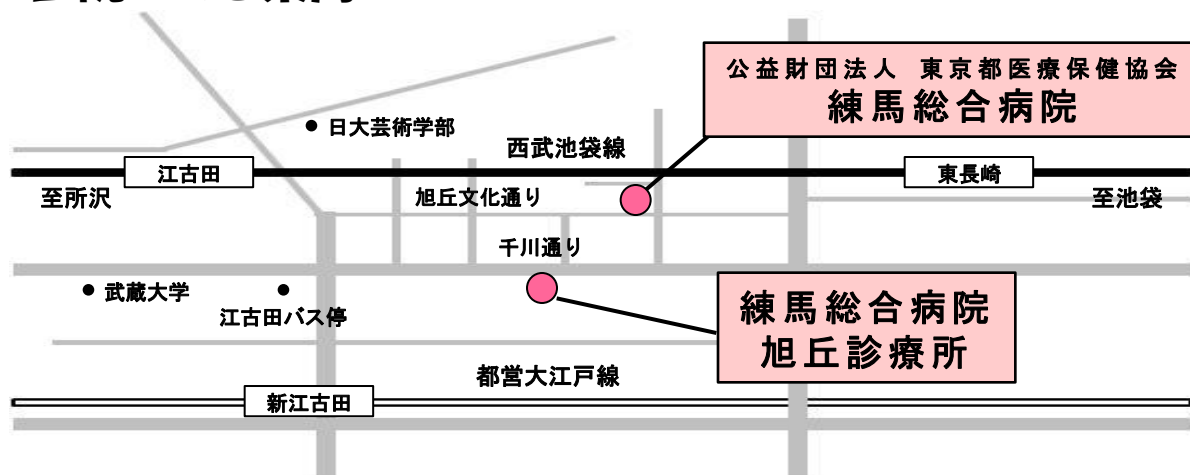 公益財団法人 東京都医療保健協会
練馬総合病院
日大芸術学部
西武池袋線
江古田
東長崎
至所沢
旭丘文化通り
至池袋
千川通り
武蔵大学
江古田バス停
練馬総合病院
旭丘診療所
都営大江戸線
新江古田